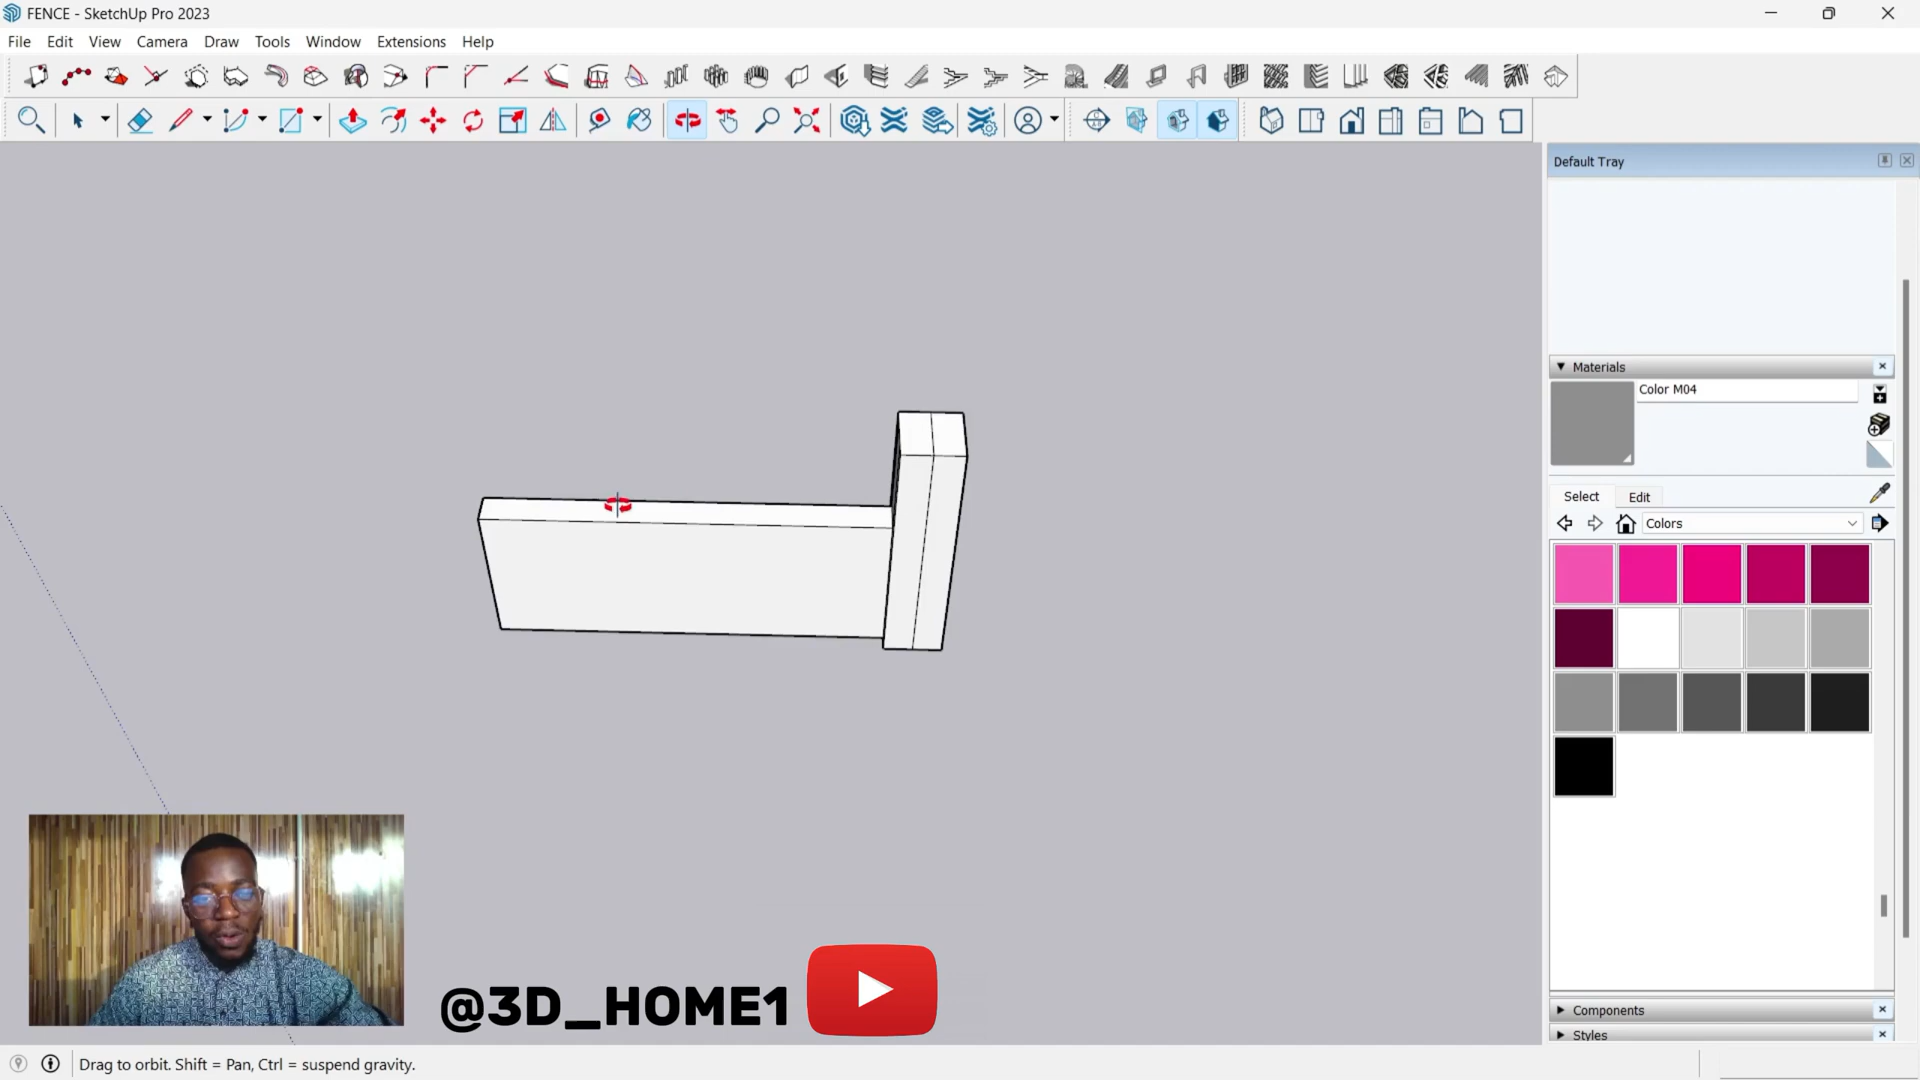 FENCE - SketchUp Pro 2023
File Edit View Camera Draw Tools Window Extensions Help
Default Tray
Materials
Color M04
Select Edit
Colors
@3D_HOME1
Components
Styles
Drag to orbit. Shift = Pan, Ctrl = suspend gravity.